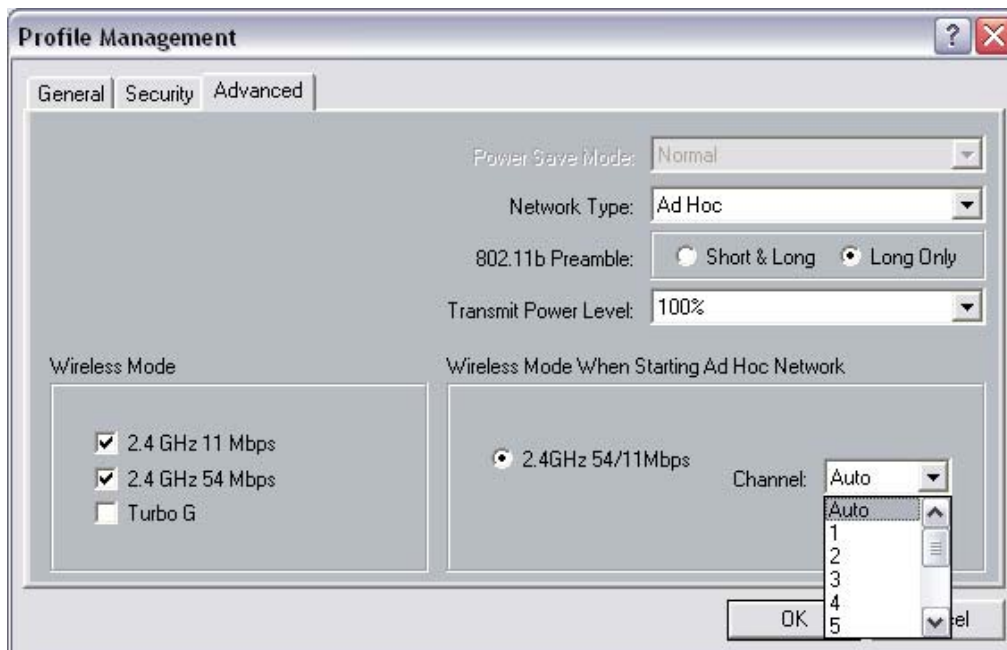 Profile Management
General Security Advanced
Power Save Mode: Normal
Network Type: Ad Hoc
802.11b Preamble: Short & Long Long Only
Transmit Power Level: 100%
Wireless Mode
2.4 GHz 11 Mbps
2.4 GHz 54 Mbps
Turbo G
Wireless Mode When Starting Ad Hoc Network
2.4GHz 54/11Mbps
Channel: Auto
Auto
1
2
3
4
5
OK